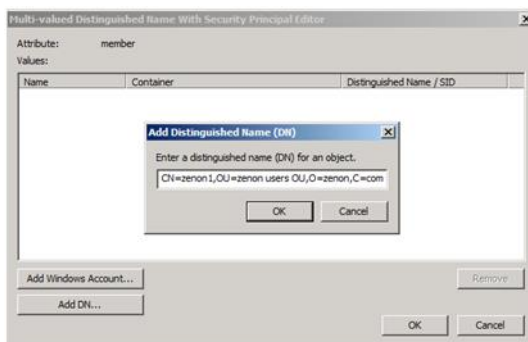 Multi-valued Distinguished Name With Security Principal Editor
Attribute: member
Values:
Name Container Distinguished Name / SID
Add Distinguished Name (DN)
Enter a distinguished name (DN) for an object.
CN=zenon1,OU=zenon users OU,O=zenon,C=com
OK Cancel
Add Windows Account... Remove
Add DN...
OK Cancel